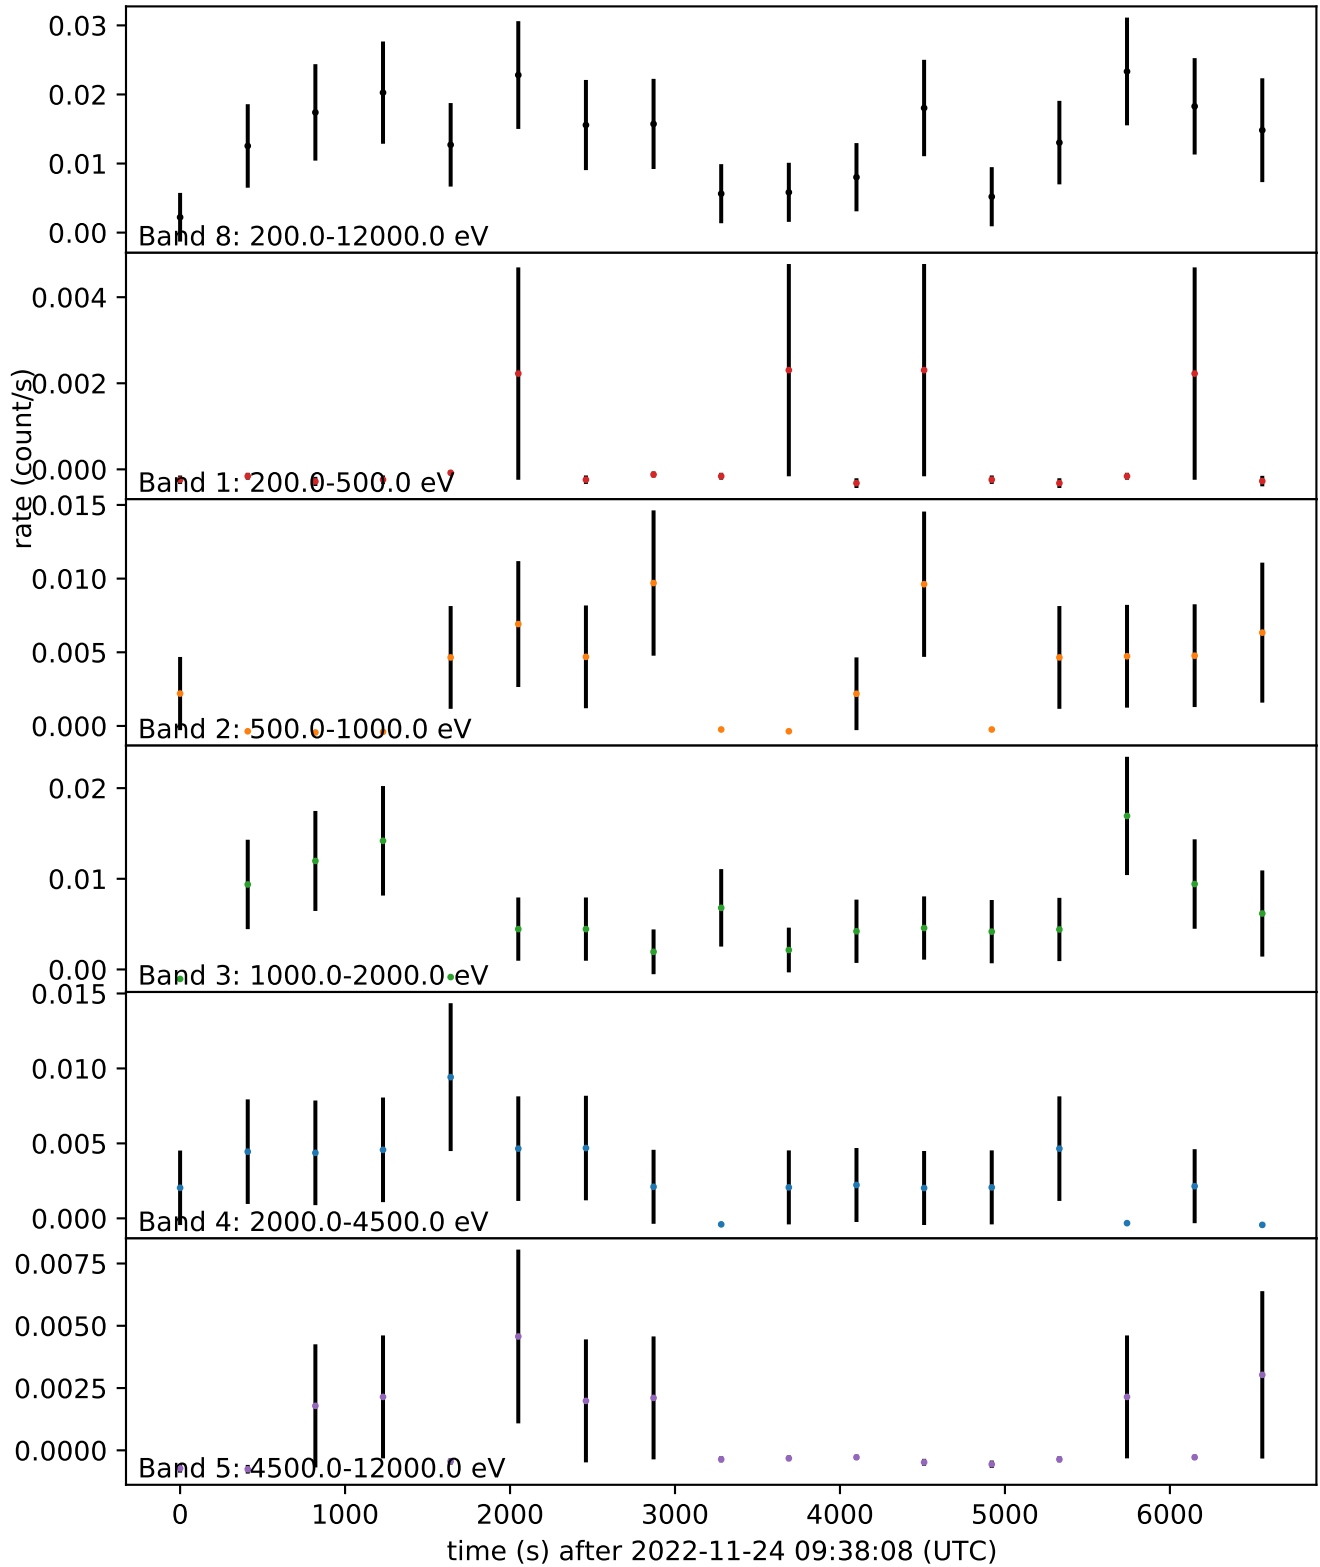 0.03
0.02
0.01
0.00
Band 8: 200.0-12000.0 eV
0.004
0.002
0.000
Band 1: 200.0-500.0 eV
rate (count/s)
0.015
0.010
0.005
0.000
Band 2: 500.0-1000.0 eV
0.02
0.01
0.00
Band 3: 1000.0-2000.0 eV
0.015
0.010
0.005
0.000
Band 4: 2000.0-4500.0 eV
0.0075
0.0050
0.0025
0.0000
Band 5: 4500.0-12000.0 eV
0 1000 2000 3000 4000 5000 6000
time (s) after 2022-11-24 09:38:08 (UTC)